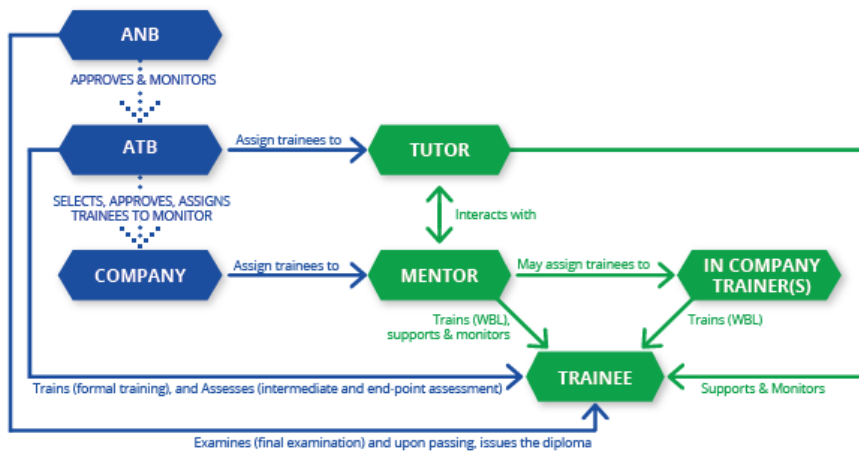 ANB
APPROVES & MONITORS
ATB
Assign trainees to
TUTOR
SELECTS, APPROVES, ASSIGNS
TRAINEES TO MONITOR
Interacts with
COMPANY
Assign trainees to
MENTOR
May assign trainees to
IN COMPANY
TRAINER(S)
Trains (WBL),
supports & monitors
Trains (WBL)
TRAINEE
Trains (formal training), and Assesses (intermediate and end-point assessment)
Supports & Monitors
Examines (final examination) and upon passing, issues the diploma